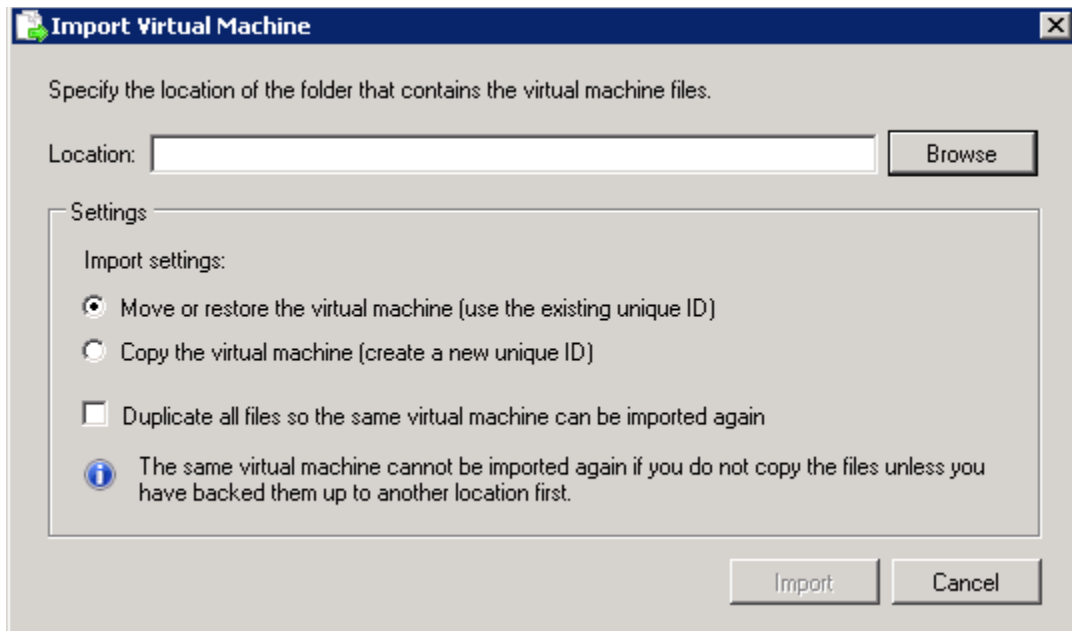 Import Virtual Machine
Specify the location of the folder that contains the virtual machine files.
Location:
Browse
Settings
Import settings:
Move or restore the virtual machine (use the existing unique ID)
Copy the virtual machine (create a new unique ID)
Duplicate all files so the same virtual machine can be imported again
The same virtual machine cannot be imported again if you do not copy the files unless you
have backed them up to another location first.
Import
Cancel